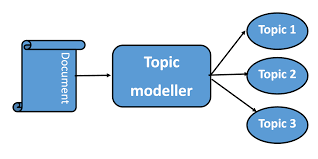 Document
Topic
modeller
Topic 1
Topic 2
Topic 3